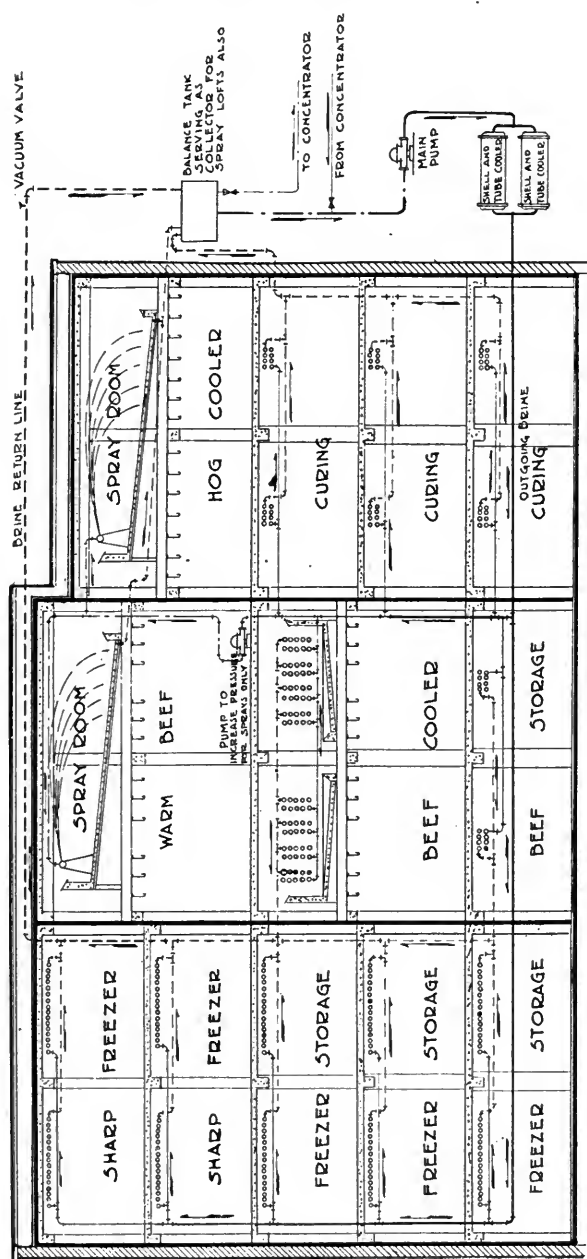 BRINE RETURN LINE
VACUUM VALVE
BALANCE TANK
SERVING AS
COLLECTOR FOR
SPRAY LOFTS ALSO
TO CONCENTRATOR
FROM CONCENTRATOR
MAIN
PUMP
SHELL AND
TUBE COOLER
SHELL AND
TUBE COOLER
SPRAY ROOM
HOG COOLER
CURING
CURING
OUTGOING BRINE
CURING
SPRAY ROOM
WARM BEEF
PUMP TO
INCREASE PRESSURE
FOR SPRAYS ONLY
BEEF COOLER
BEEF STORAGE
SHARP FREEZER
SHARP FREEZER
FREEZER STORAGE
FREEZER STORAGE
FREEZER STORAGE